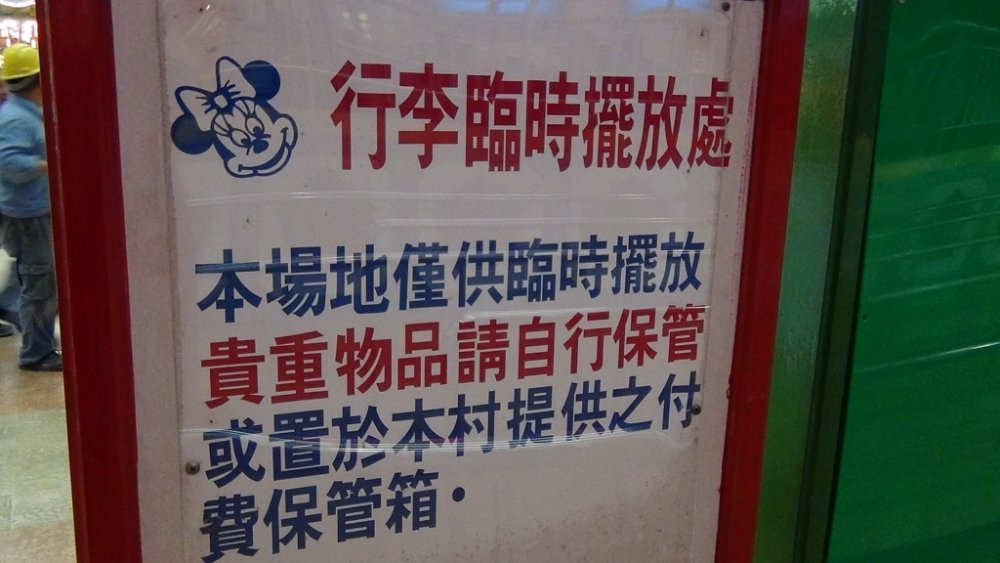 行李臨時擺放處
本場地僅供臨時擺放
貴重物品請自行保管
或置於本村提供之付
費保管箱．